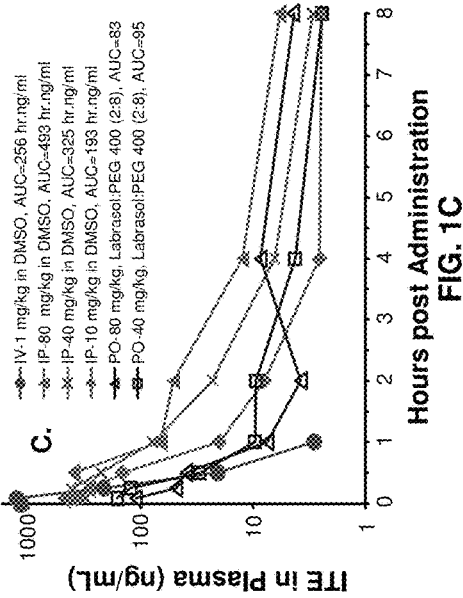 C.
IV-1 mg/kg in DMSO, AUC=256 hr.ng/ml
IP-80 mg/kg in DMSO, AUC=493 hr.ng/ml
IP-40 mg/kg in DMSO, AUC=325 hr.ng/ml
IP-10 mg/kg in DMSO, AUC=193 hr.ng/ml
PO-80 mg/kg, Labrasol:PEG 400 (2:8), AUC=83
PO-40 mg/kg, Labrasol:PEG 400 (2:8), AUC=95
ITE in Plasma (ng/mL)
1000
100
10
1
0 1 2 3 4 5 6 7 8
Hours post Administration
FIG. 1C